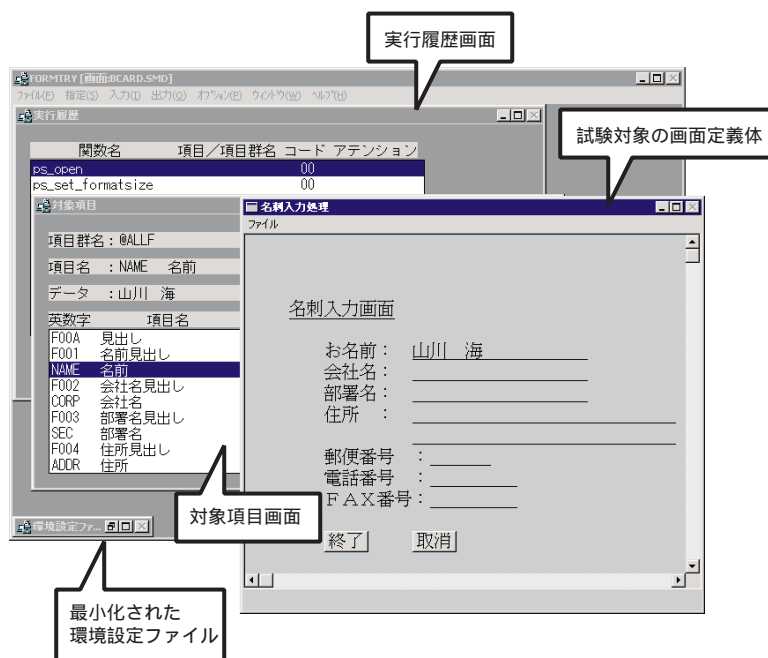 実行履歴画面
FORMTRY [画面:BCARD.SMD]
ファイル(F) 指定(S) 入力(I) 出力(O) オプション(P) ウィンドウ(W) ヘルプ(H)
実行履歴
試験対象の画面定義体
関数名 項目／項目群名 コード アテンション
ps_open 00
ps_set_formatsize 00
対象項目
項目群名：@ALLF
項目名 ：NAME 名前
データ ：山川 海
英数字 項目名
F00A 見出し
F001 名前見出し
NAME 名前
F002 会社名見出し
CORP 会社名
F003 部署名見出し
SEC 部署名
F004 住所見出し
ADDR 住所
名刺入力処理
ファイル
名刺入力画面
お名前： 山川 海
会社名：
部署名：
住所 ：
郵便番号 ：
電話番号 ：
ＦＡＸ番号：
終了 取消
対象項目画面
環境設定ファ...
最小化された
環境設定ファイル